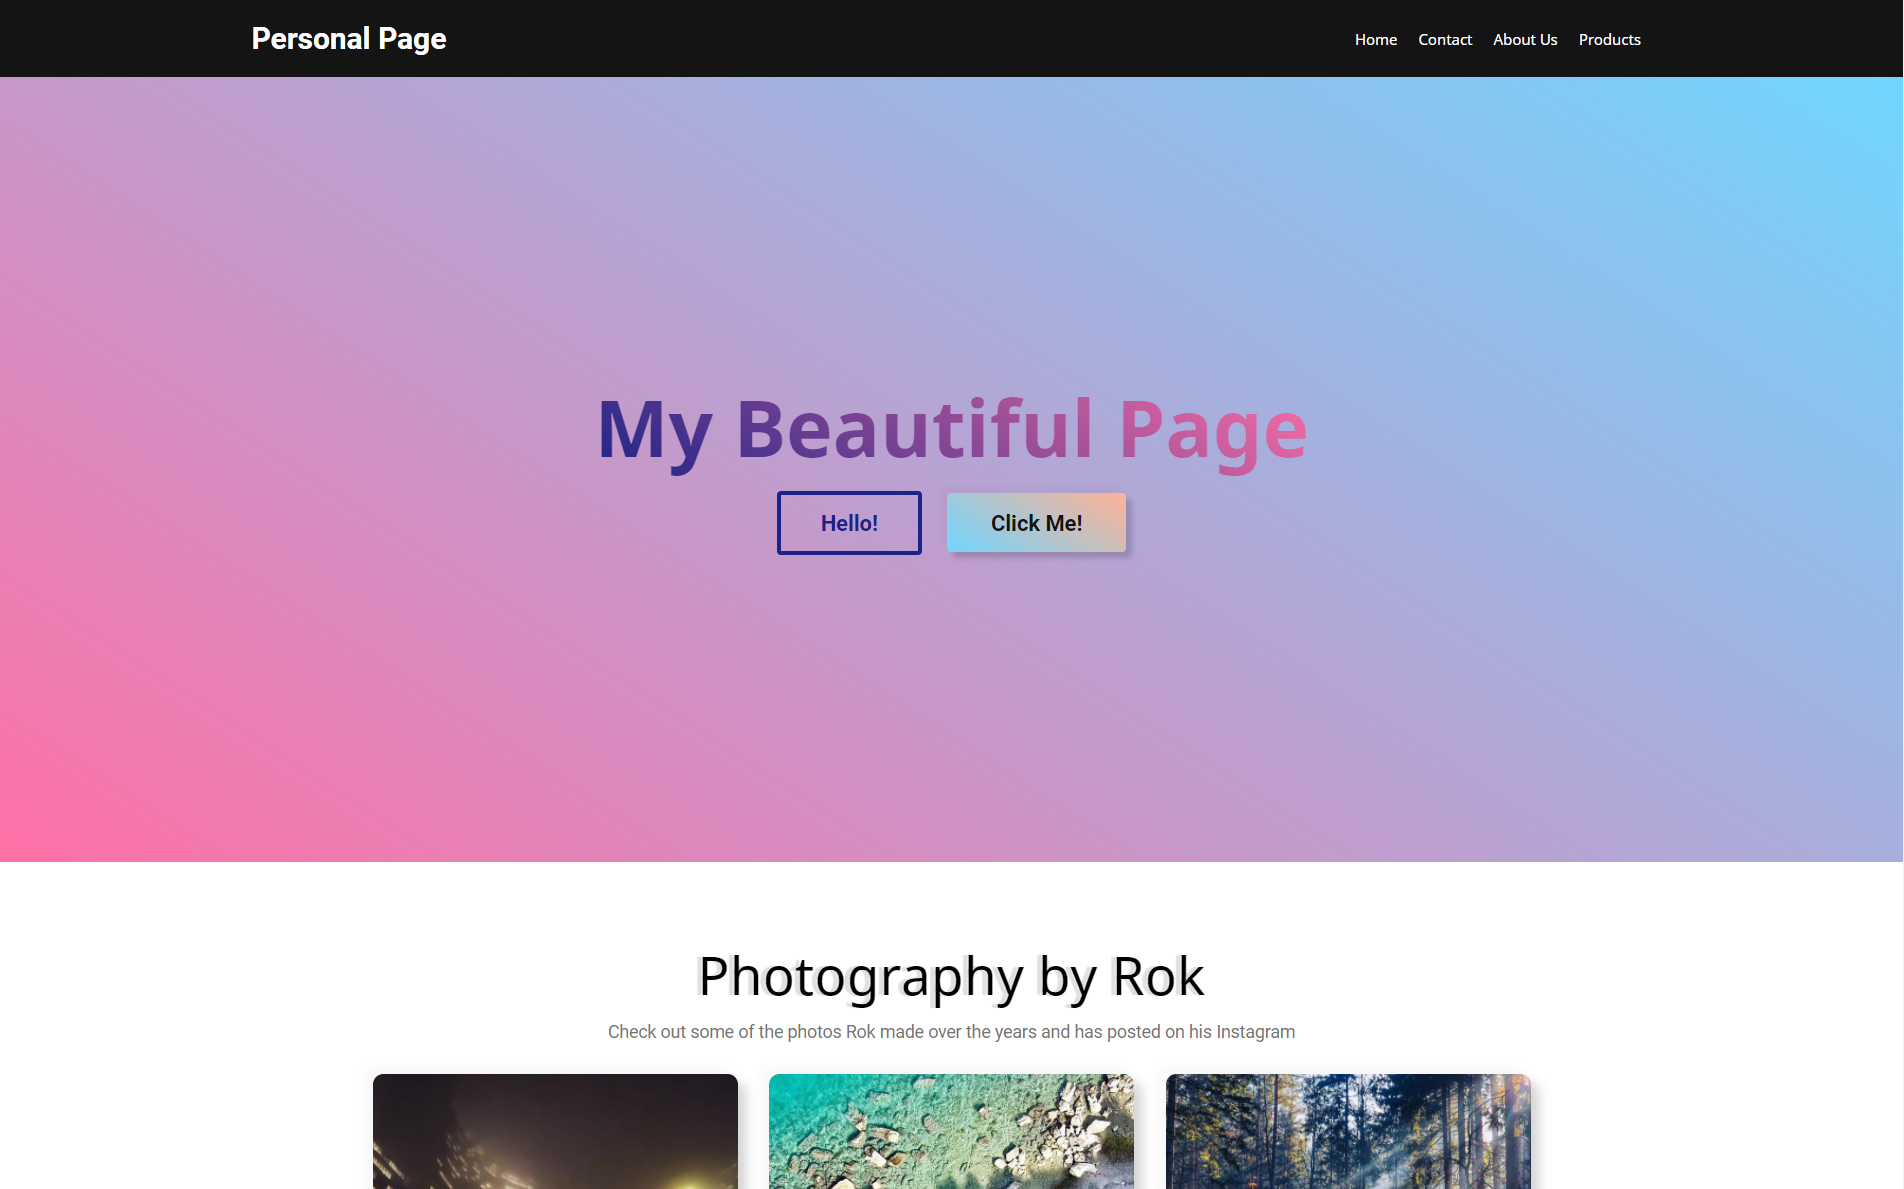 Personal Page
Home Contact About Us Products
My Beautiful Page
Hello! Click Me!
Photography by Rok
Check out some of the photos Rok made over the years and has posted on his Instagram